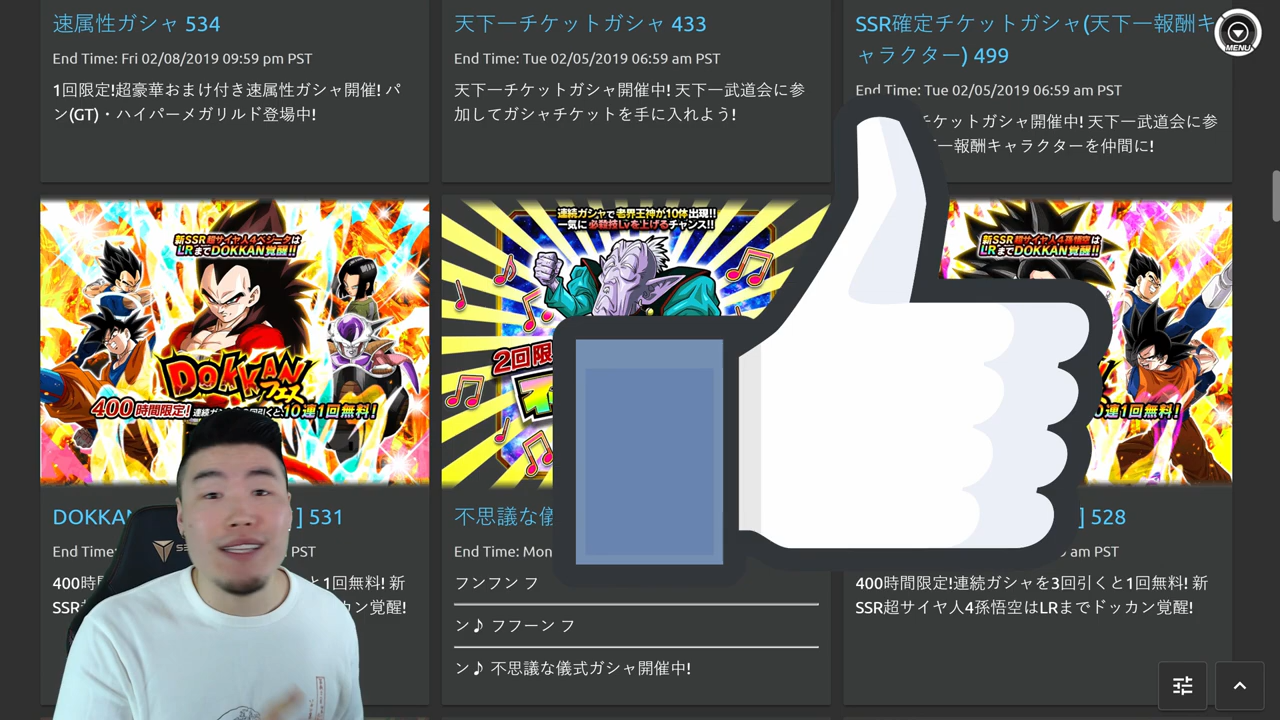 速属性ガシャ 534
End Time: Fri 02/08/2019 09:59 pm PST
1回限定!超豪華おまけ付き速属性ガシャ開催! パ
ン(GT)・ハイパーメガリルド登場中!
天下一チケットガシャ 433
End Time: Tue 02/05/2019 06:59 am PST
天下一チケットガシャ開催中! 天下一武道会に参
加してガシャチケットを手に入れよう!
SSR確定チケットガシャ(天下一報酬キ
ャラクター) 499
End Time: Tue 02/05/2019 06:59 am PST
チケットガシャ開催中! 天下一武道会に参
一報酬キャラクターを仲間に!
MENU
新SSR超サイヤ人4ベジータは
LRまでDOKKAN覚醒!!
DOKKAN
フェス
400時間限定!
10連1回無料!
連続ガシャで老界王神が10体出現!!
一気に必殺技Lvを上げるチャンス!!
2回限
新SSR超サイヤ人4孫悟空は
LRまでDOKKAN覚醒!!
連1回無料!
DOKKAN
] 531
End Time:
PST
400時間
と1回無料! 新
SSR
ッカン覚醒!
不思議な儀
End Time: Mon
フンフン フ
ン♪ フフーン フ
ン♪ 不思議な儀式ガシャ開催中!
] 528
am PST
400時間限定!連続ガシャを3回引くと1回無料! 新
SSR超サイヤ人4孫悟空はLRまでドッカン覚醒!